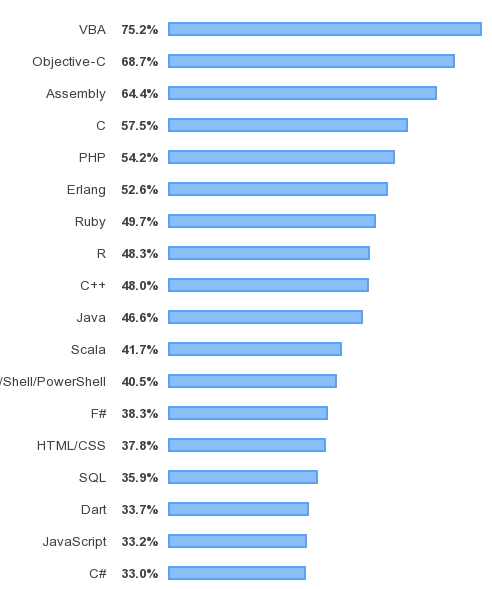 VBA 75.2%
Objective-C 68.7%
Assembly 64.4%
C 57.5%
PHP 54.2%
Erlang 52.6%
Ruby 49.7%
R 48.3%
C++ 48.0%
Java 46.6%
Scala 41.7%
/Shell/PowerShell 40.5%
F# 38.3%
HTML/CSS 37.8%
SQL 35.9%
Dart 33.7%
JavaScript 33.2%
C# 33.0%